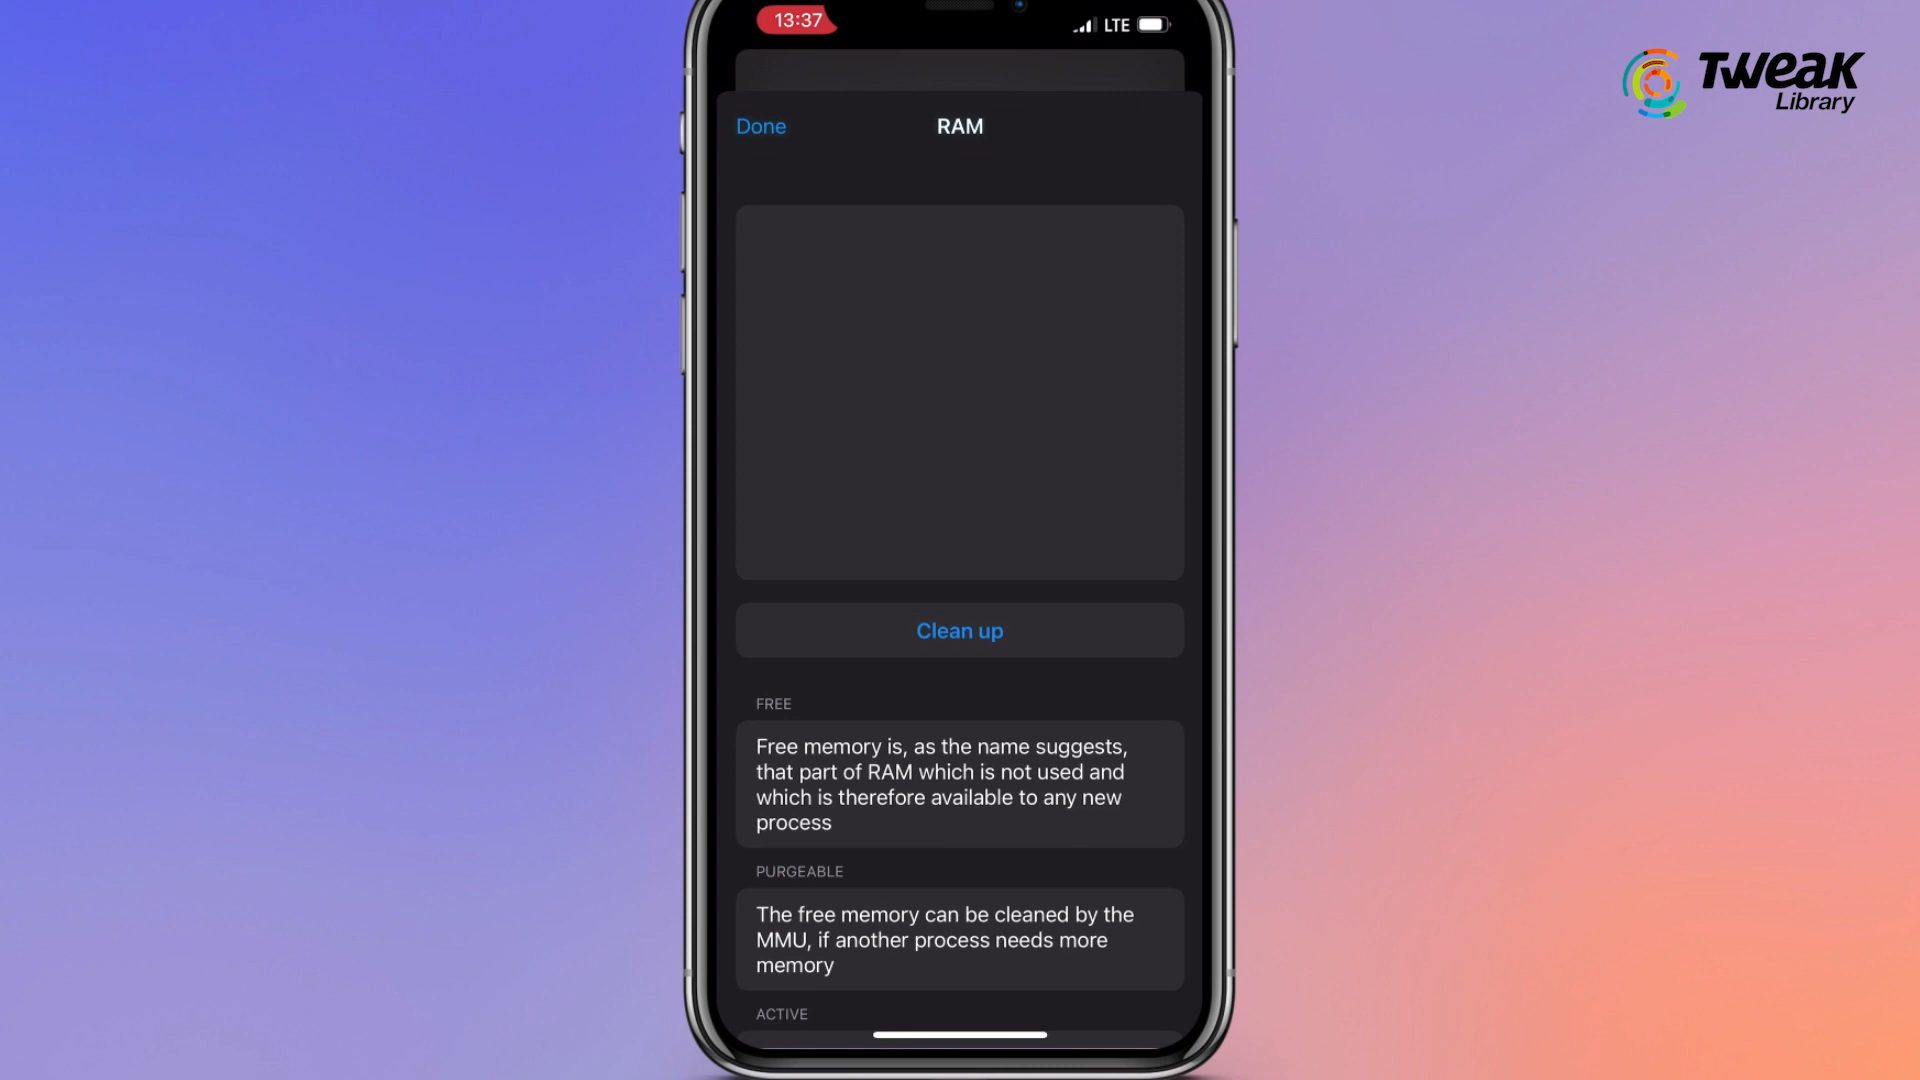 13:37
LTE
TWEAK
Library
Done
RAM
Clean up
FREE
Free memory is, as the name suggests,
that part of RAM which is not used and
which is therefore available to any new
process
PURGEABLE
The free memory can be cleaned by the
MMU, if another process needs more
memory
ACTIVE